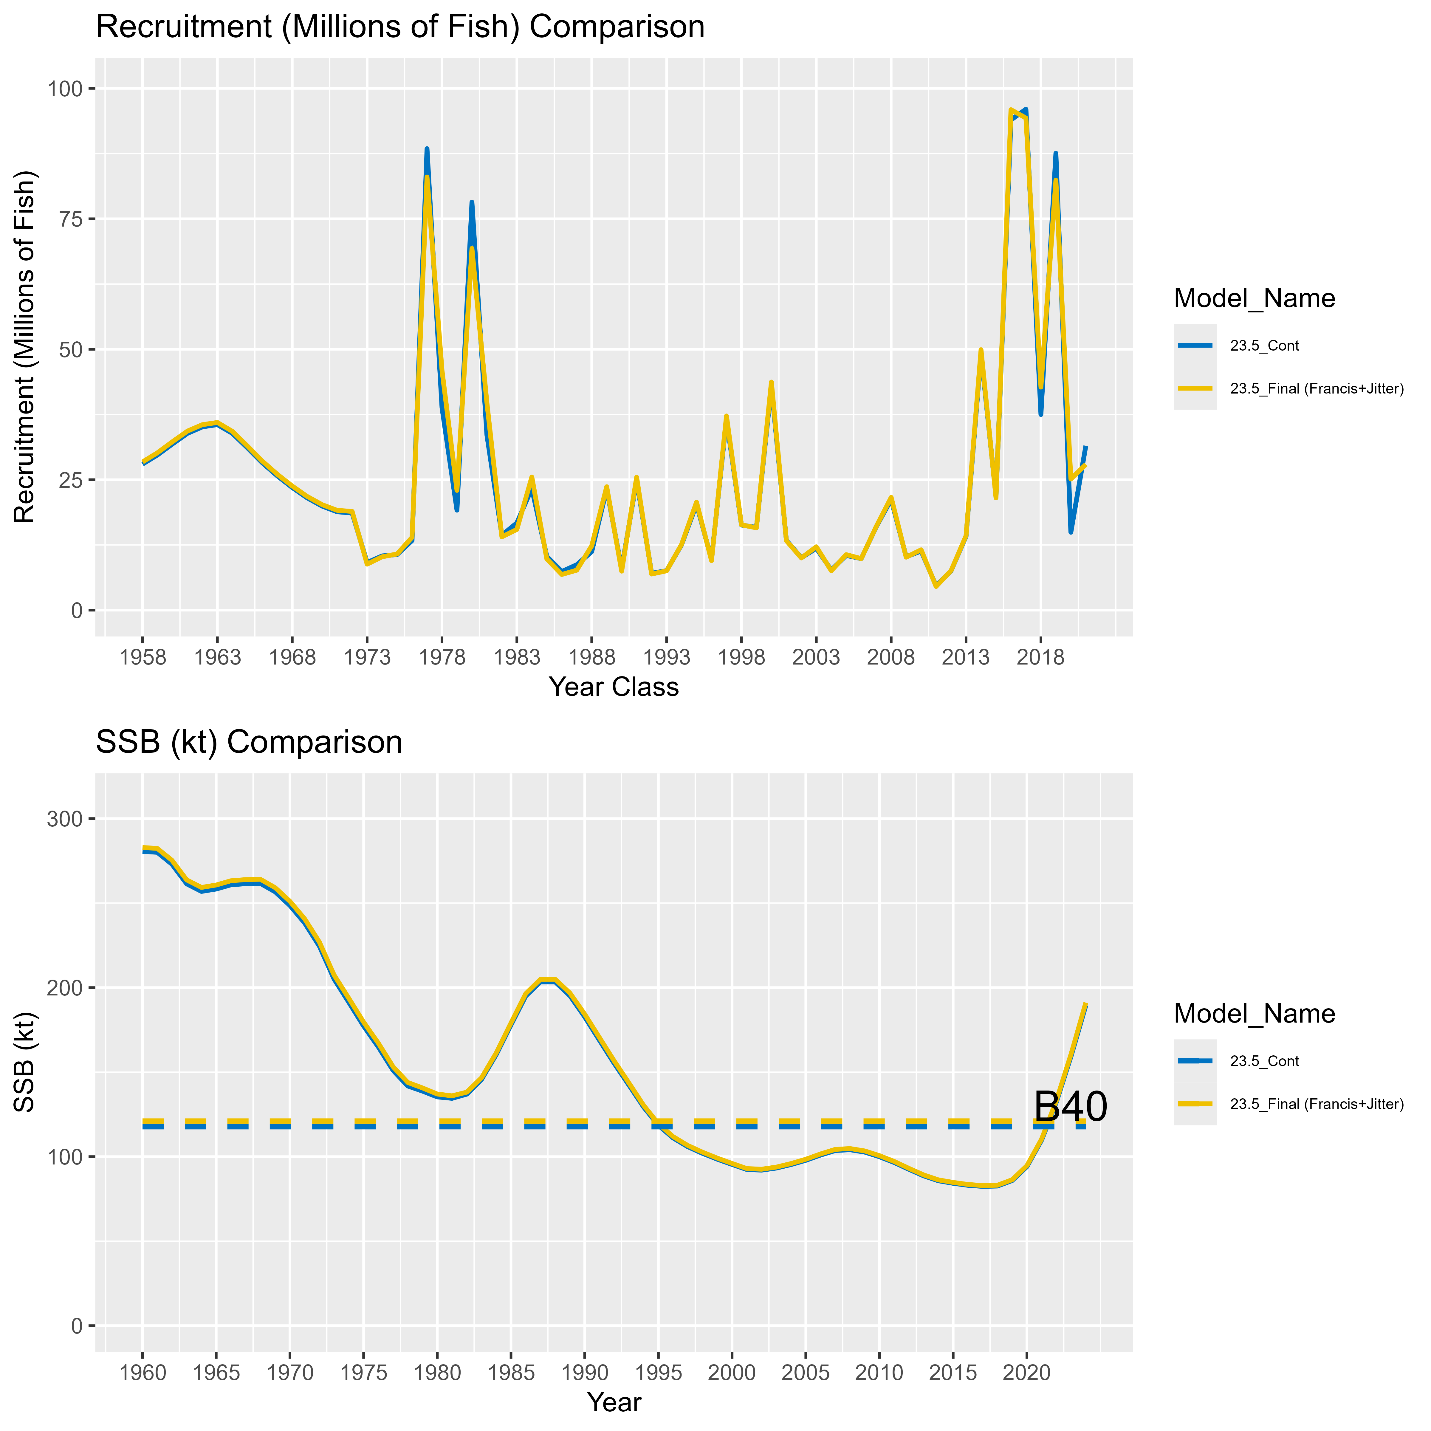 Recruitment (Millions of Fish) Comparison
Recruitment (Millions of Fish)
100
75
50
25
0
1958 1963 1968 1973 1978 1983 1988 1993 1998 2003 2008 2013 2018
Year Class
Model_Name
23.5_Cont
23.5_Final (Francis+Jitter)
SSB (kt) Comparison
SSB (kt)
300
200
100
0
B40
1960 1965 1970 1975 1980 1985 1990 1995 2000 2005 2010 2015 2020
Year
Model_Name
23.5_Cont
23.5_Final (Francis+Jitter)